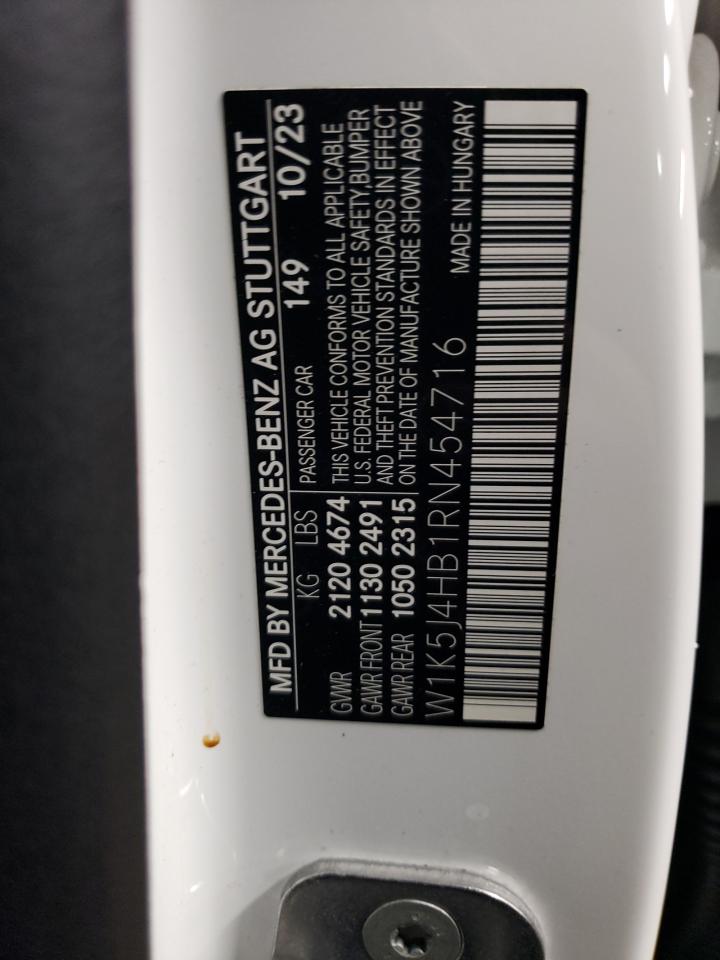 MFD BY MERCEDES-BENZ AG STUTTGART
KG LBS PASSENGER CAR 149 10/23
GVWR 2120 4674 THIS VEHICLE CONFORMS TO ALL APPLICABLE
GAWR FRONT 1130 2491 U.S. FEDERAL MOTOR VEHICLE SAFETY,BUMPER
GAWR REAR 1050 2315 AND THEFT PREVENTION STANDARDS IN EFFECT
ON THE DATE OF MANUFACTURE SHOWN ABOVE
W1K5J4HB1RN454716 MADE IN HUNGARY